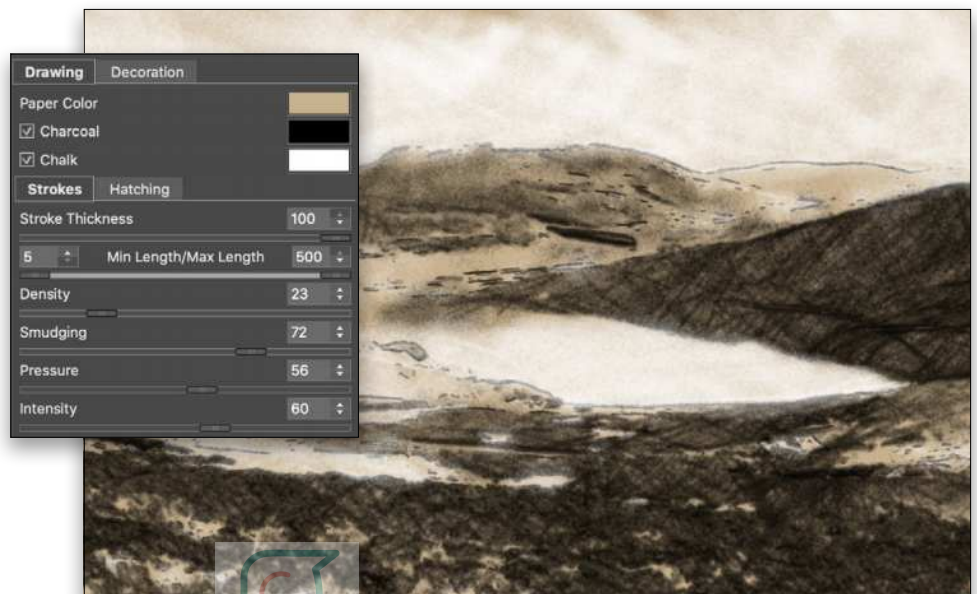 Drawing Decoration
Paper Color
Charcoal
Chalk
Strokes Hatching
Stroke Thickness 100
5 Min Length/Max Length 500
Density 23
Smudging 72
Pressure 56
Intensity 60